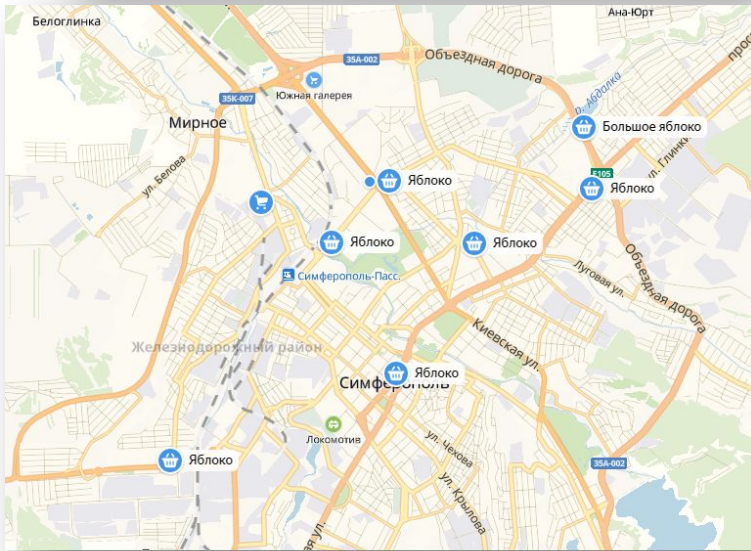 Белоглинка
Ана-Юрт
35А-002
Объездная дорога
Южная галерея
35К-007
р. Абдалка
Мирное
Большое яблоко
ул. Глинки
ул. Белова
Яблоко
Е105
Яблоко
Яблоко
Яблоко
Симферополь-Пасс.
Луговая ул.
Объездная дорога
Киевская ул.
Железнодорожный район
Яблоко
Симферополь
Локомотив
ул. Чехова
Яблоко
35А-002
ул. Крылова